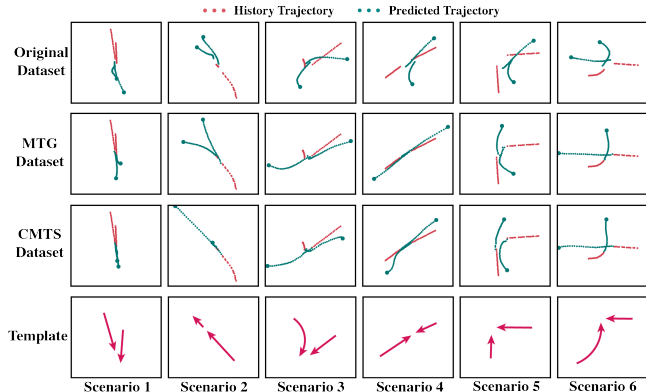 History Trajectory Predicted Trajectory
Original
Dataset
MTG
Dataset
CMTS
Dataset
Template
Scenario 1 Scenario 2 Scenario 3 Scenario 4 Scenario 5 Scenario 6